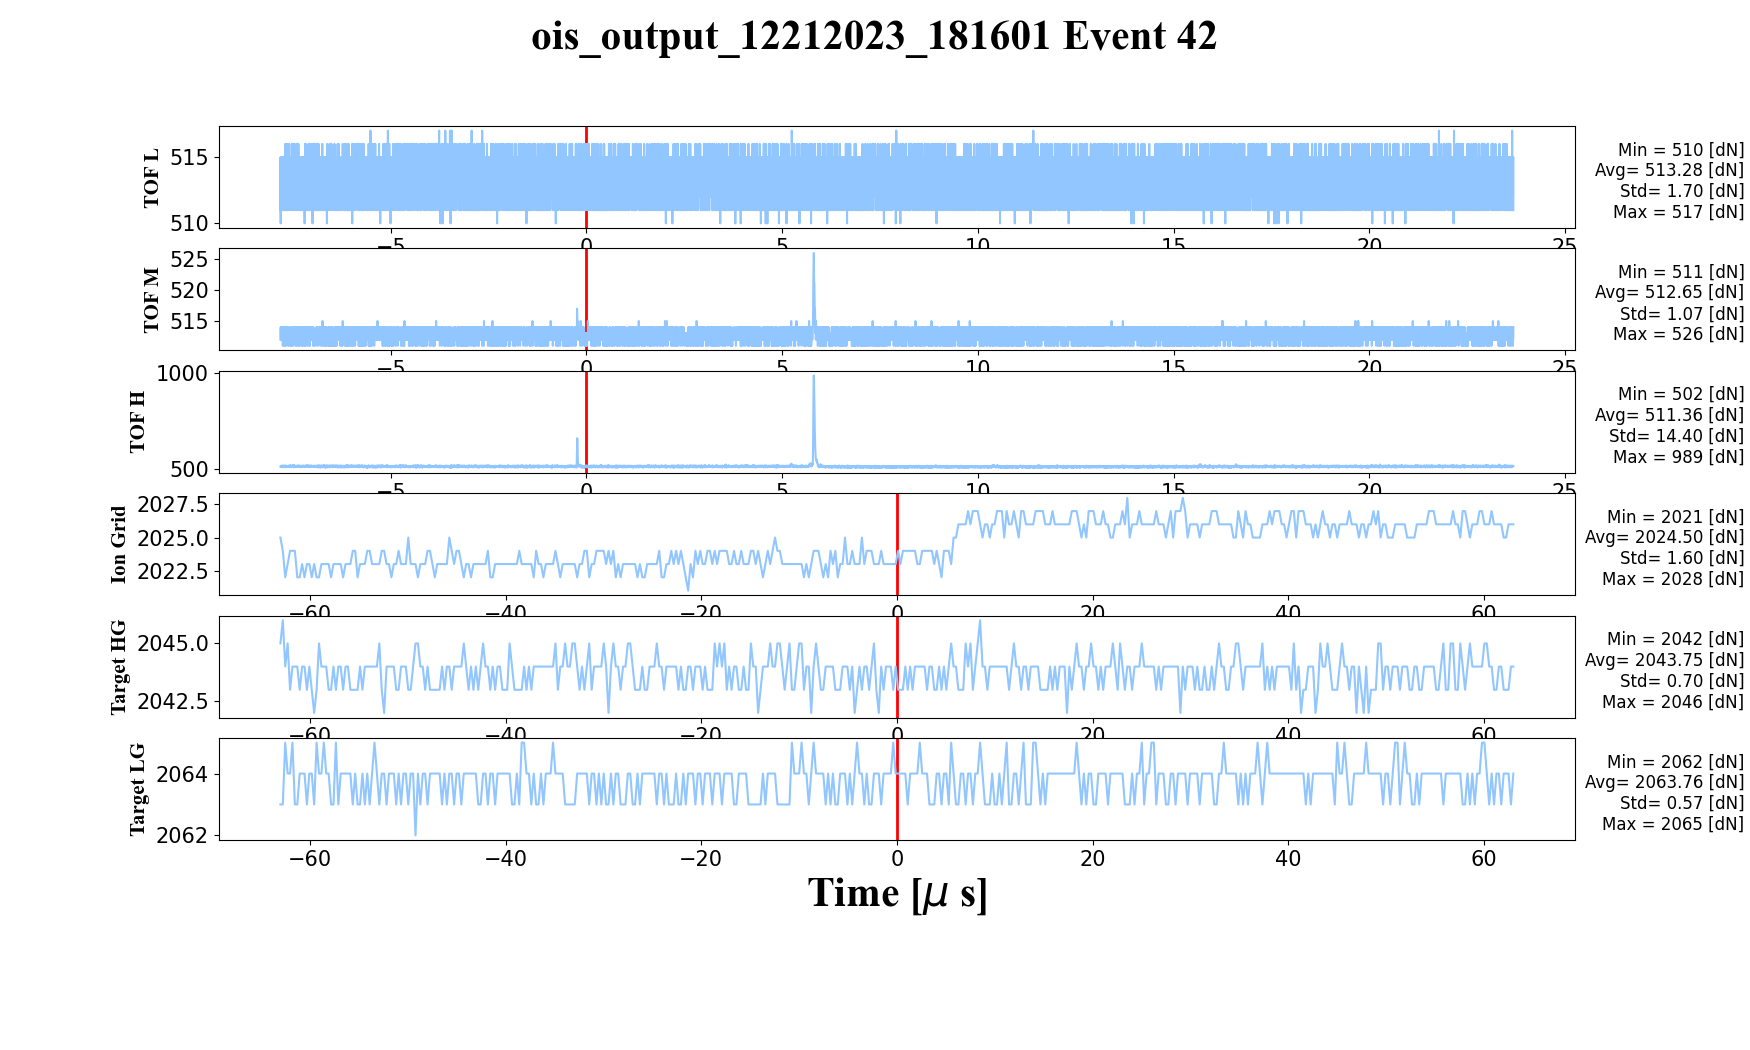 ois_output_12212023_181601 Event 42
TOF L
515
510
−5
0
5
10
15
20
25
Min = 510 [dN]
Avg= 513.28 [dN]
Std= 1.70 [dN]
Max = 517 [dN]
TOF M
525
520
515
−5
0
5
10
15
20
25
Min = 511 [dN]
Avg= 512.65 [dN]
Std= 1.07 [dN]
Max = 526 [dN]
TOF H
1000
500
−5
0
5
10
15
20
25
Min = 502 [dN]
Avg= 511.36 [dN]
Std= 14.40 [dN]
Max = 989 [dN]
Ion Grid
2027.5
2025.0
2022.5
−60
−40
−20
0
20
40
60
Min = 2021 [dN]
Avg= 2024.50 [dN]
Std= 1.60 [dN]
Max = 2028 [dN]
Target HG
2045.0
2042.5
−60
−40
−20
0
20
40
60
Min = 2042 [dN]
Avg= 2043.75 [dN]
Std= 0.70 [dN]
Max = 2046 [dN]
Target LG
2064
2062
−60
−40
−20
0
20
40
60
Min = 2062 [dN]
Avg= 2063.76 [dN]
Std= 0.57 [dN]
Max = 2065 [dN]
Time [μ s]